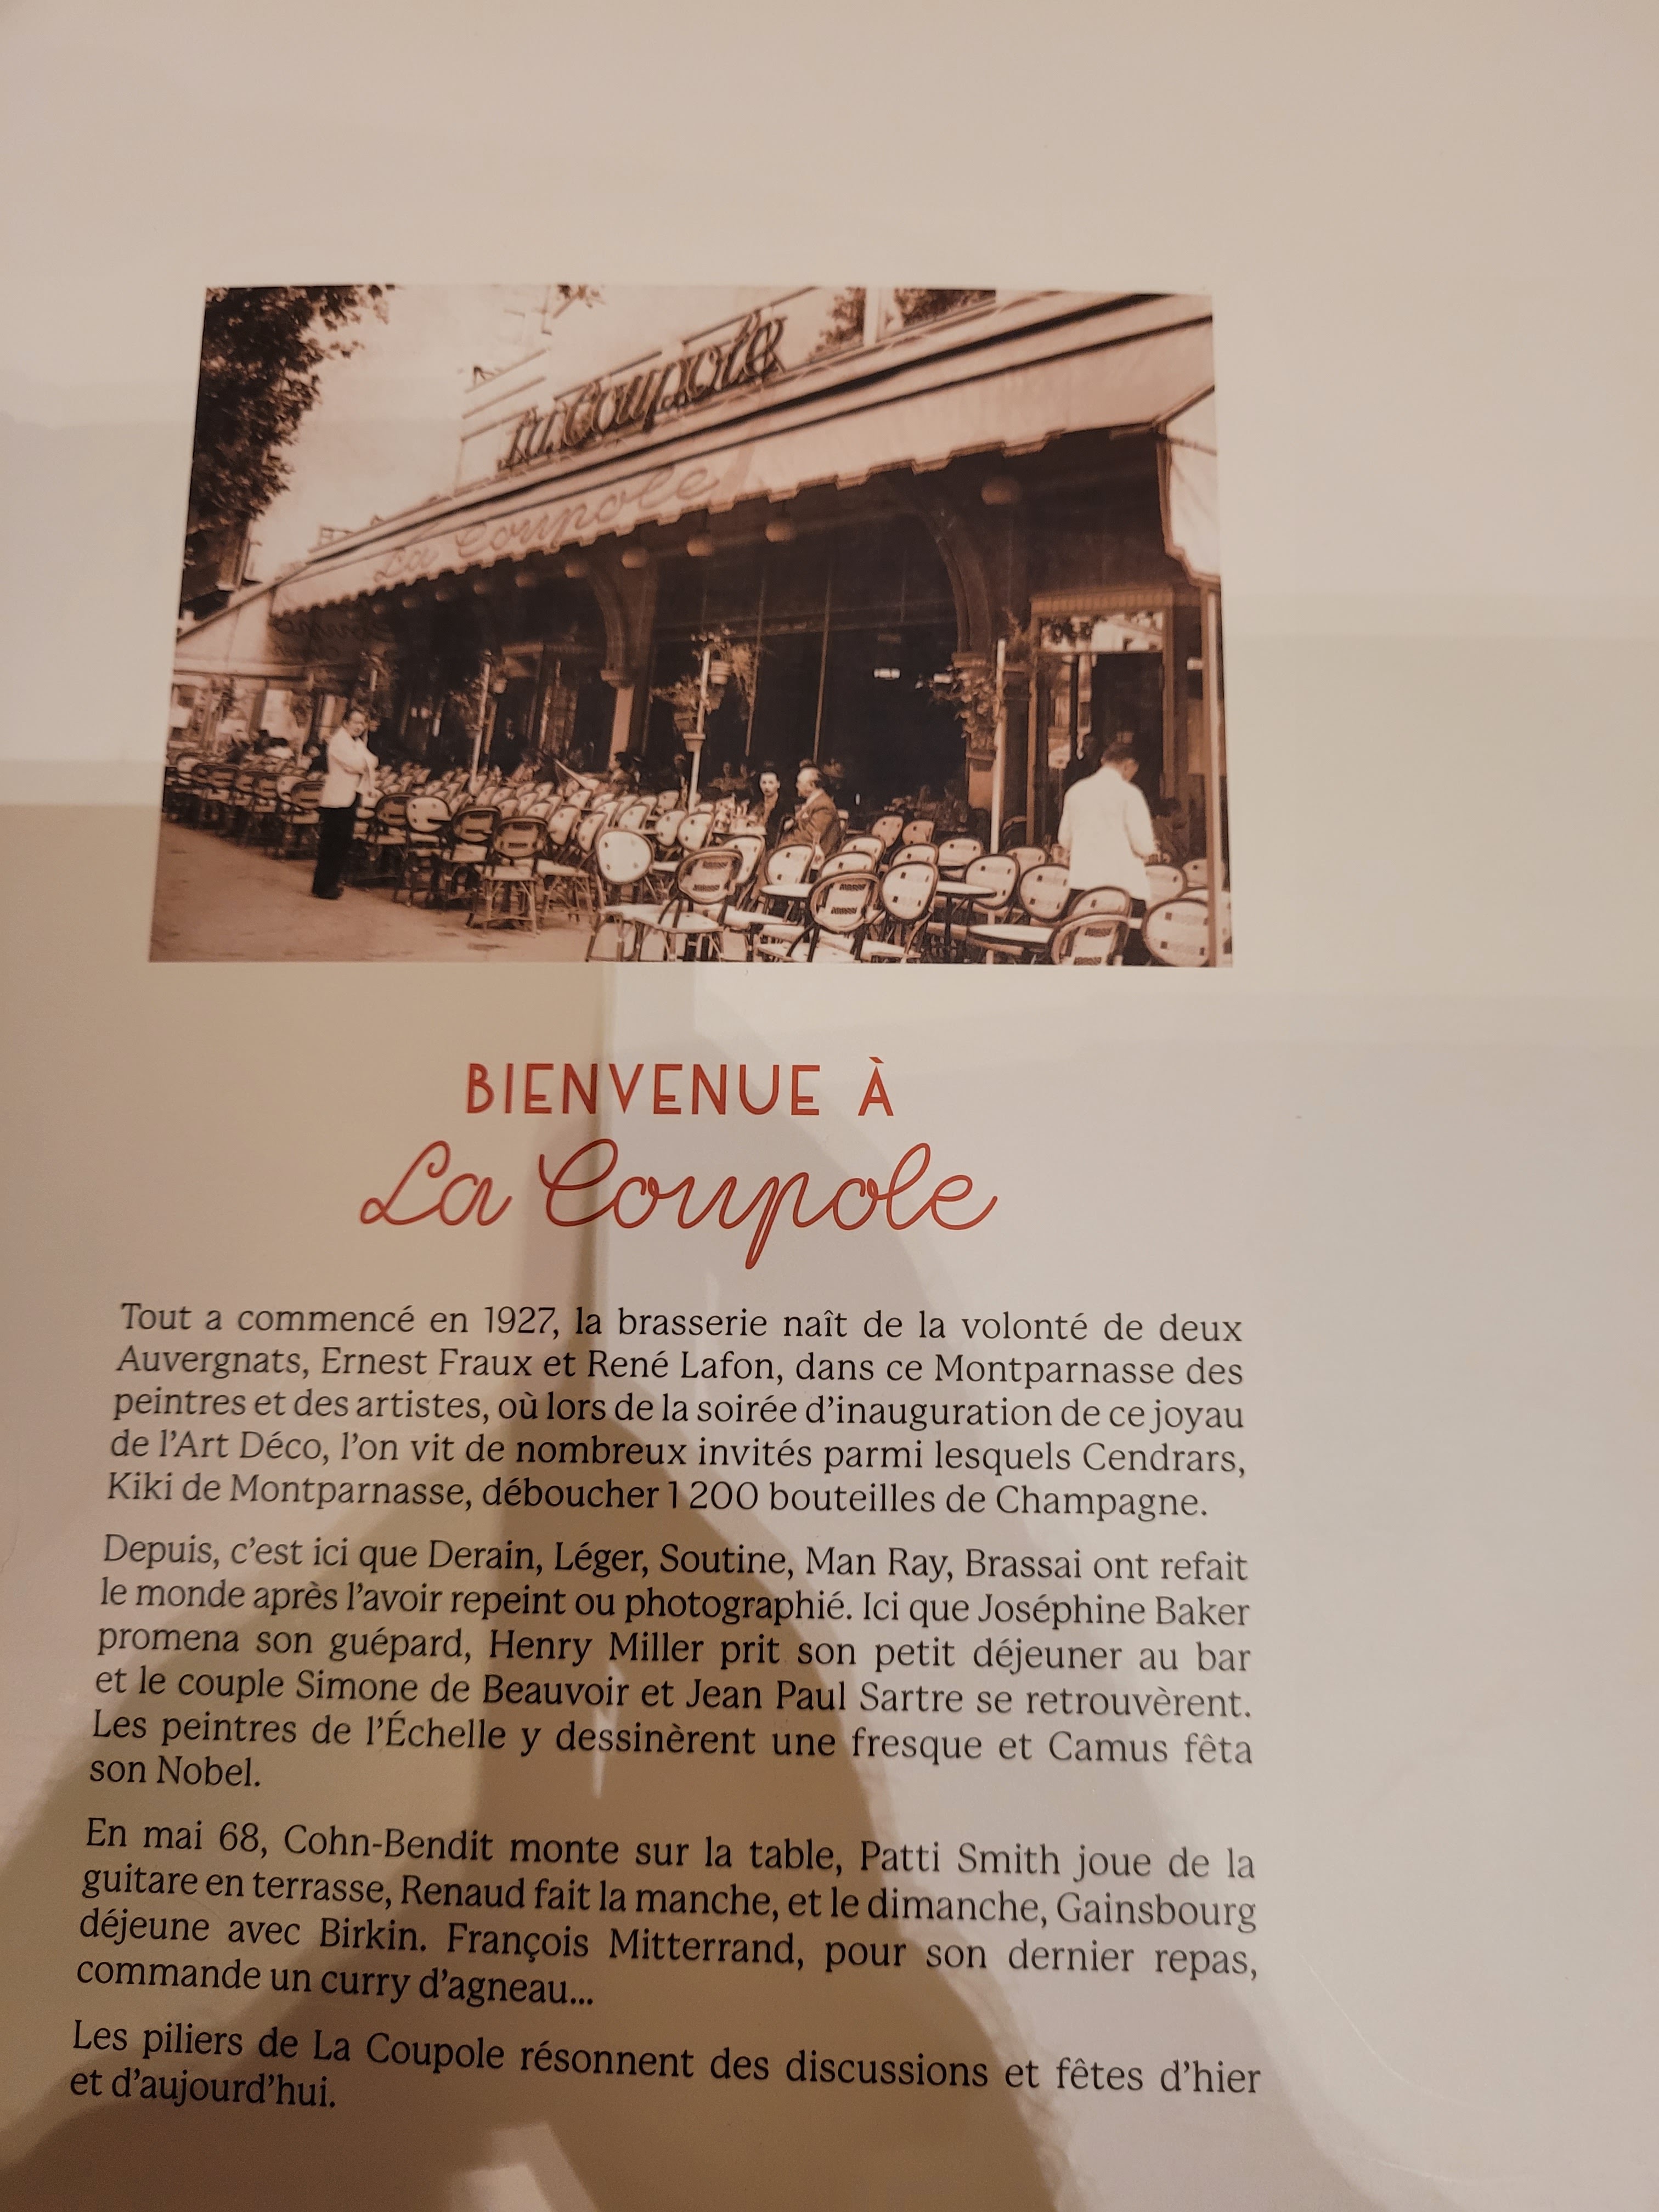 La Coupole
La Coupole
BIENVENUE À
La Coupole
Tout a commencé en 1927, la brasserie naît de la volonté de deux
Auvergnats, Ernest Fraux et René Lafon, dans ce Montparnasse des
peintres et des artistes, où lors de la soirée d'inauguration de ce joyau
de l'Art Déco, l'on vit de nombreux invités parmi lesquels Cendrars,
Kiki de Montparnasse, déboucher 1 200 bouteilles de Champagne.
Depuis, c'est ici que Derain, Léger, Soutine, Man Ray, Brassai ont refait
le monde après l'avoir repeint ou photographié. Ici que Joséphine Baker
promena son guépard, Henry Miller prit son petit déjeuner au bar
et le couple Simone de Beauvoir et Jean Paul Sartre se retrouvèrent.
Les peintres de l'Échelle y dessinèrent une fresque et Camus fêta
son Nobel.
En mai 68, Cohn-Bendit monte sur la table, Patti Smith joue de la
guitare en terrasse, Renaud fait la manche, et le dimanche, Gainsbourg
déjeune avec Birkin. François Mitterrand, pour son dernier repas,
commande un curry d'agneau...
Les piliers de La Coupole résonnent des discussions et fêtes d'hier
et d'aujourd'hui.